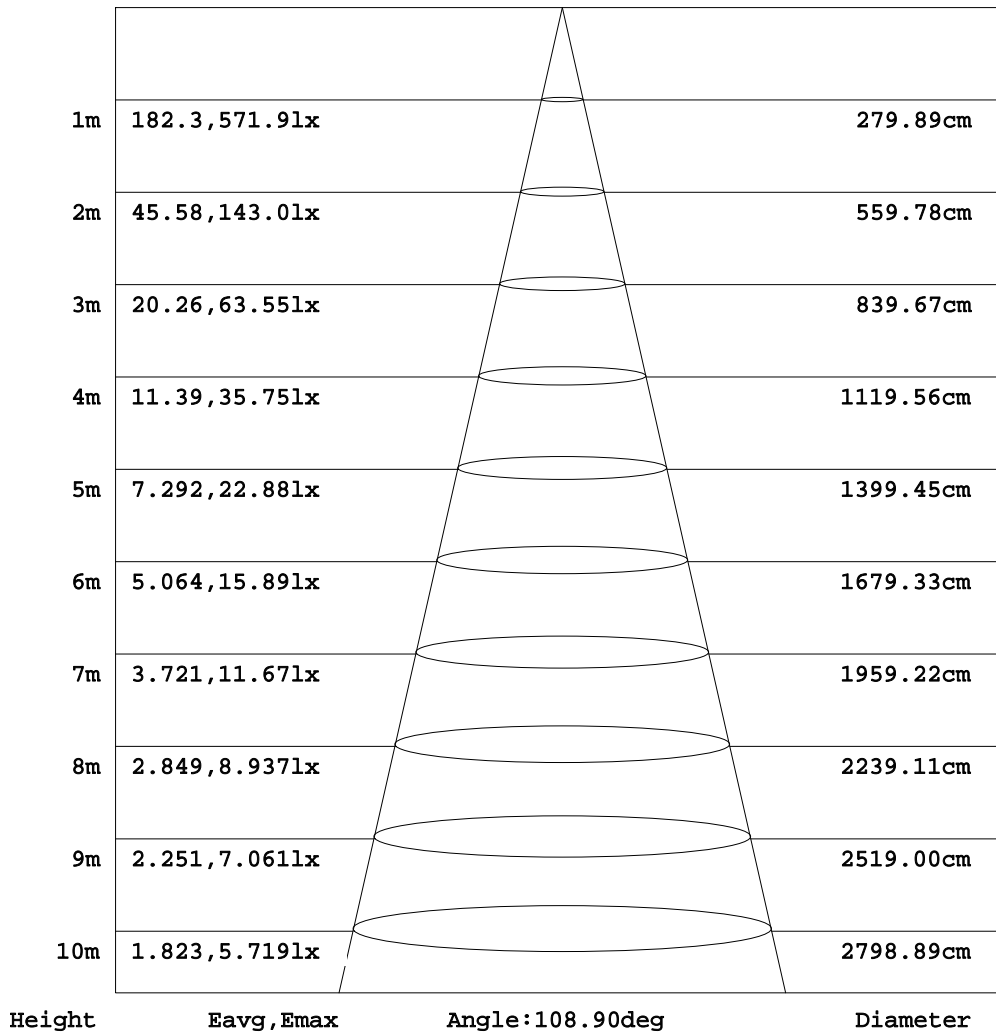 1m 182.3,571.9lx 279.89cm
2m 45.58,143.0lx 559.78cm
3m 20.26,63.55lx 839.67cm
4m 11.39,35.75lx 1119.56cm
5m 7.292,22.88lx 1399.45cm
6m 5.064,15.89lx 1679.33cm
7m 3.721,11.67lx 1959.22cm
8m 2.849,8.937lx 2239.11cm
9m 2.251,7.061lx 2519.00cm
10m 1.823,5.719lx 2798.89cm
Height Eavg,Emax Angle:108.90deg Diameter